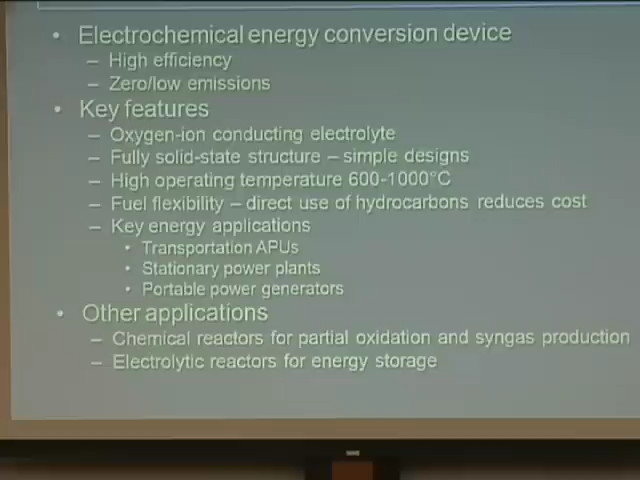 • Electrochemical energy conversion device
– High efficiency
– Zero/low emissions
• Key features
– Oxygen-ion conducting electrolyte
– Fully solid-state structure – simple designs
– High operating temperature 600-1000°C
– Fuel flexibility – direct use of hydrocarbons reduces cost
– Key energy applications
• Transportation APUs
• Stationary power plants
• Portable power generators
• Other applications
– Chemical reactors for partial oxidation and syngas production
– Electrolytic reactors for energy storage